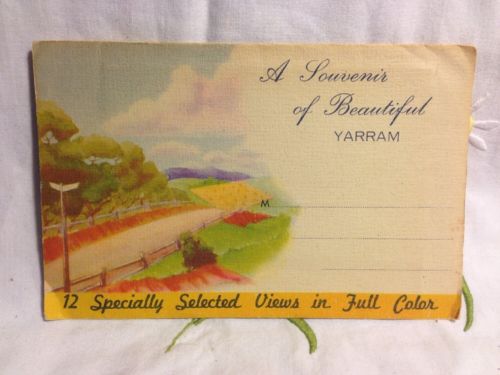 A Souvenir
of Beautiful
YARRAM
M
12 Specially Selected Views in Full Color